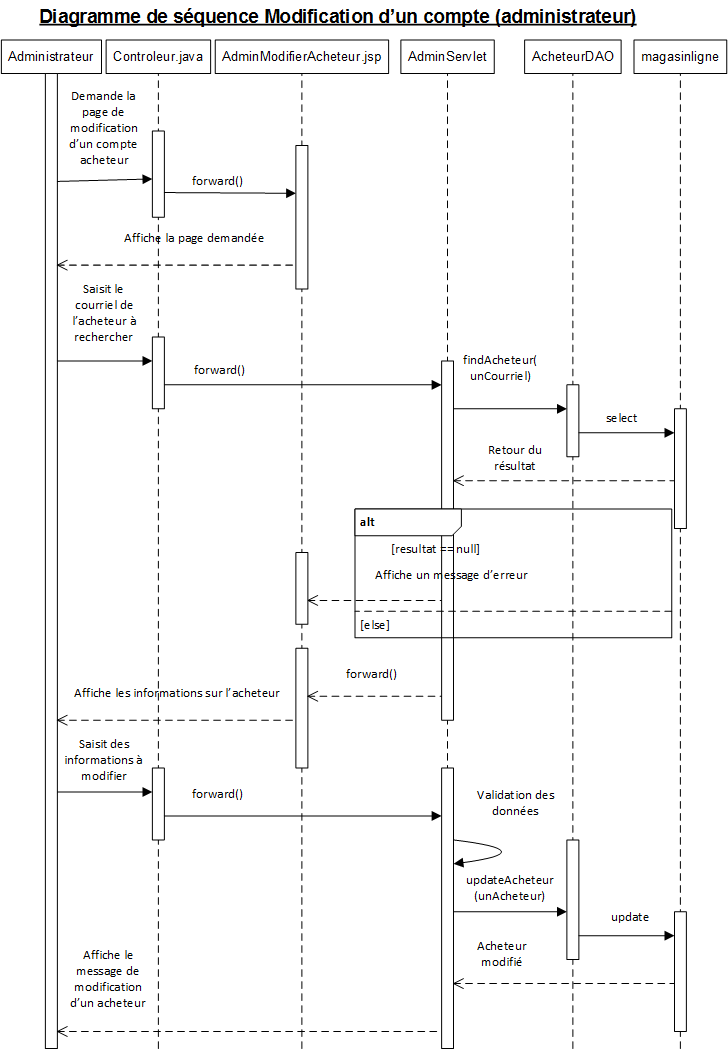 Diagramme de séquence Modification d'un compte (administrateur)
Administrateur
Controleur.java
AdminModifierAcheteur.jsp
AdminServlet
AcheteurDAO
magasinligne
Demande la
page de
modification
d'un compte
acheteur
forward()
Affiche la page demandée
Saisit le
courriel de
l'acheteur à
rechercher
forward()
findAcheteur(
unCourriel)
select
Retour du
résultat
alt
[resultat == null]
Affiche un message d'erreur
[else]
forward()
Affiche les informations sur l'acheteur
Saisit des
informations à
modifier
forward()
Validation des
données
updateAcheteur
(unAcheteur)
update
Acheteur
modifié
Affiche le
message de
modification
d'un acheteur